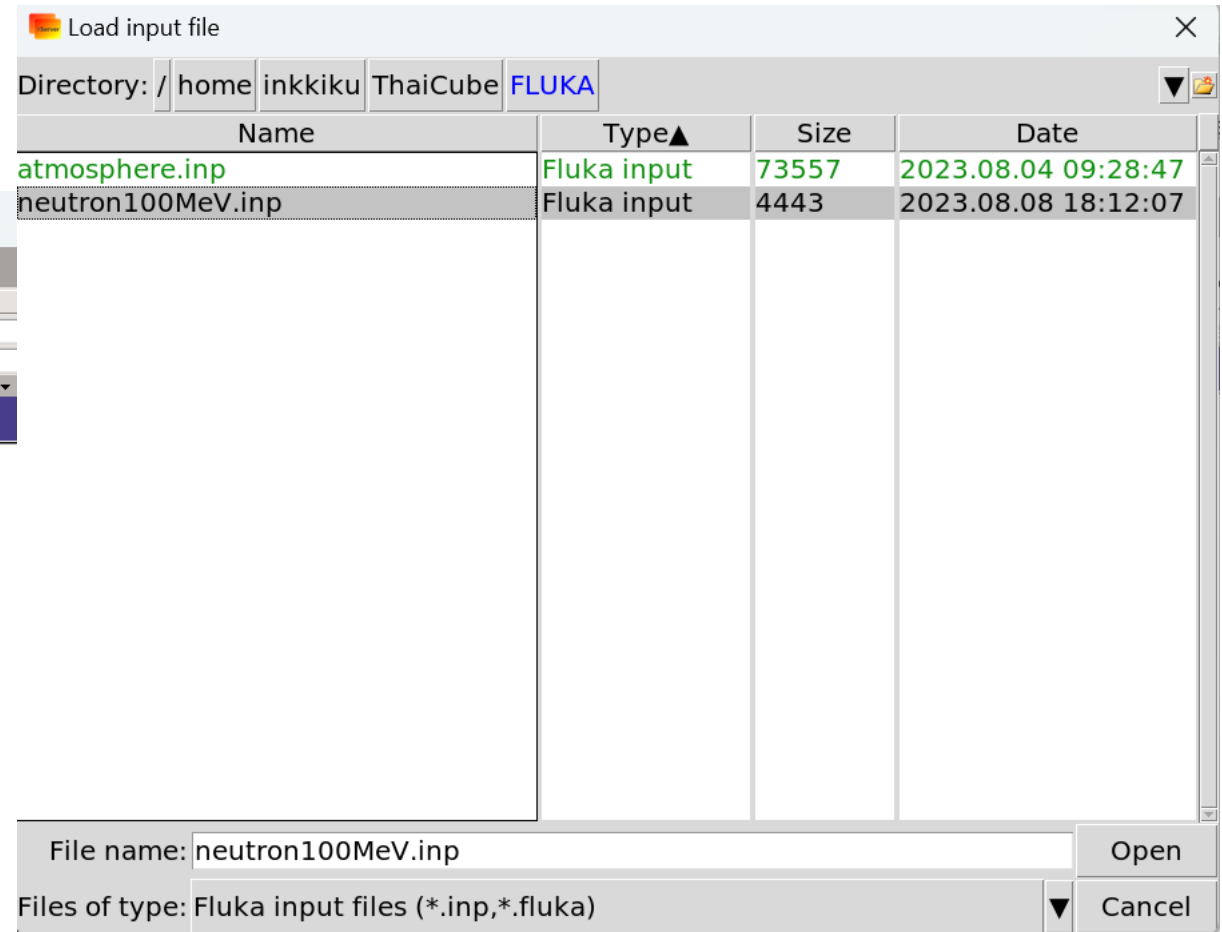 Load input file
Directory: / home inkkiku ThaiCube FLUKA
Name Type▲ Size Date
atmosphere.inp Fluka input 73557 2023.08.04 09:28:47
neutron100MeV.inp Fluka input 4443 2023.08.08 18:12:07
File name: neutron100MeV.inp Open
Files of type: Fluka input files (*.inp,*.fluka) Cancel